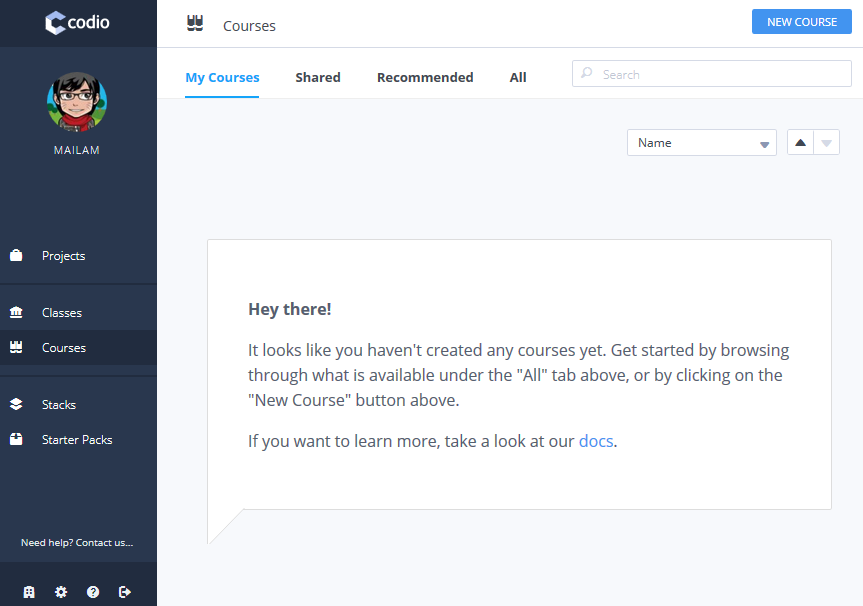 codio
Courses
NEW COURSE
My Courses
Shared
Recommended
All
Search
MAILAM
Name
Projects
Classes
Courses
Stacks
Starter Packs
Hey there!
It looks like you haven't created any courses yet. Get started by browsing
through what is available under the "All" tab above, or by clicking on the
"New Course" button above.
If you want to learn more, take a look at our docs.
Need help? Contact us...